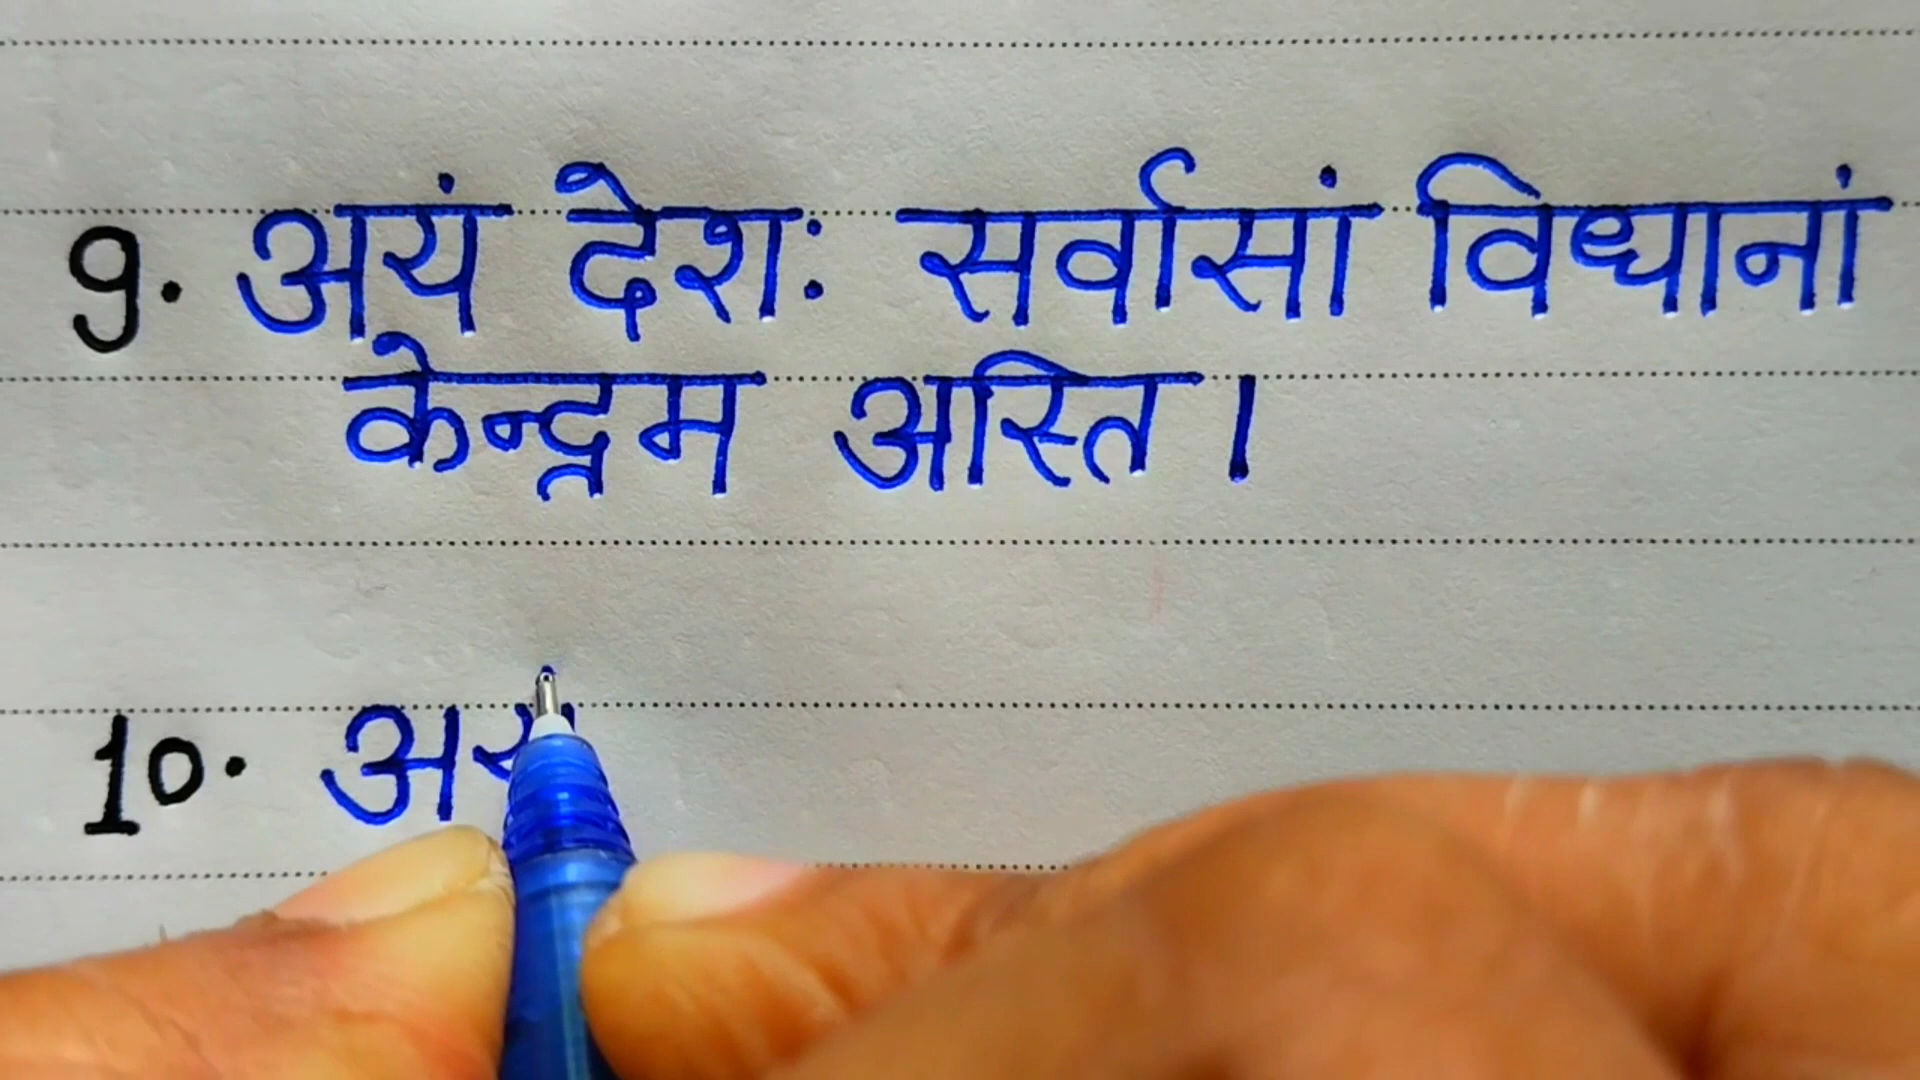 9. अयं देशः सर्वासां विध्यानां
केन्द्रम अस्ति ।
10. अ